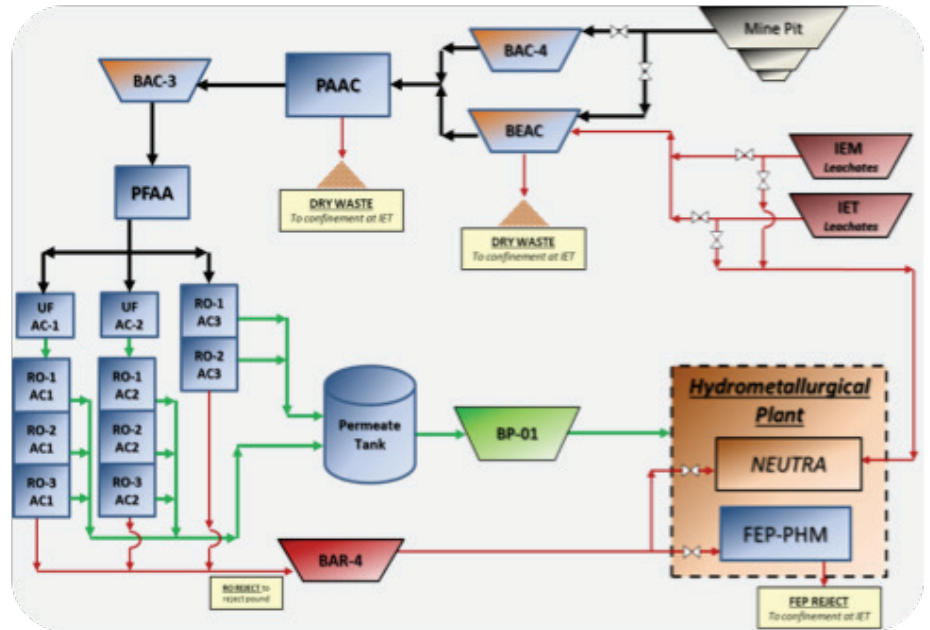 Mine Pit
BAC-4
BAC-3
PAAC
BEAC
IEM
Leachates
PFAA
DRY WASTE
To confinement at IET
IET
Leachates
DRY WASTE
To confinement at IET
UF
AC-1
UF
AC-2
RO-1
AC3
RO-2
AC3
RO-1
AC1
RO-2
AC1
RO-3
AC1
RO-1
AC2
RO-2
AC2
RO-3
AC2
Permeate
Tank
BP-01
Hydrometallurgical
Plant
NEUTRA
FEP-PHM
BAR-4
RO REJECT to
reject pound
FEP REJECT
To confinement at IET